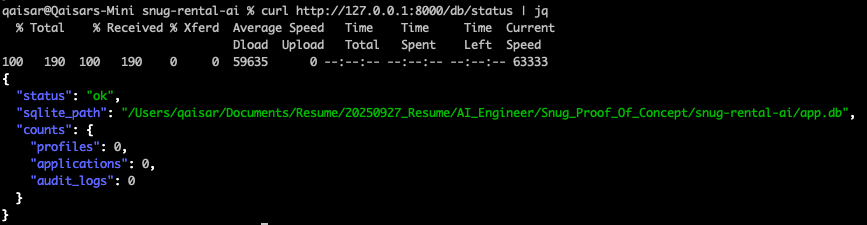 qaisar@Qaisars-Mini snug-rental-ai % curl http://127.0.0.1:8000/db/status | jq
  % Total    % Received % Xferd  Average Speed   Time    Time     Time  Current
                                 Dload  Upload   Total   Spent    Left  Speed
100   190  100   190    0     0  59635      0 --:--:-- --:--:-- --:--:-- 63333
{
  "status": "ok",
  "sqlite_path": "/Users/qaisar/Documents/Resume/20250927_Resume/AI_Engineer/Snug_Proof_Of_Concept/snug-rental-ai/app.db",
  "counts": {
    "profiles": 0,
    "applications": 0,
    "audit_logs": 0
  }
}